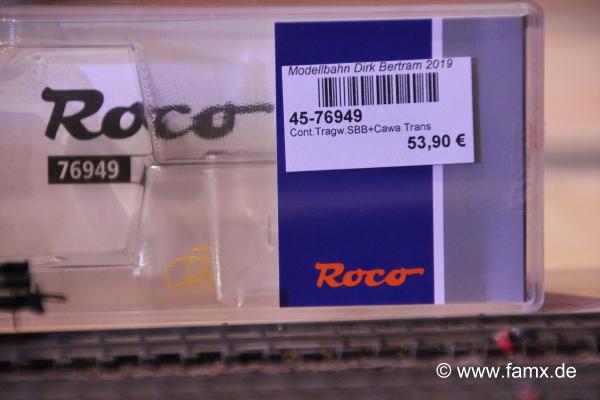 Roco
76949
Modellbahn Dirk Bertram 2019
45-76949
Cont.Tragw.SBB+Cawa Trans
53,90 €
Roco
© www.famx.de